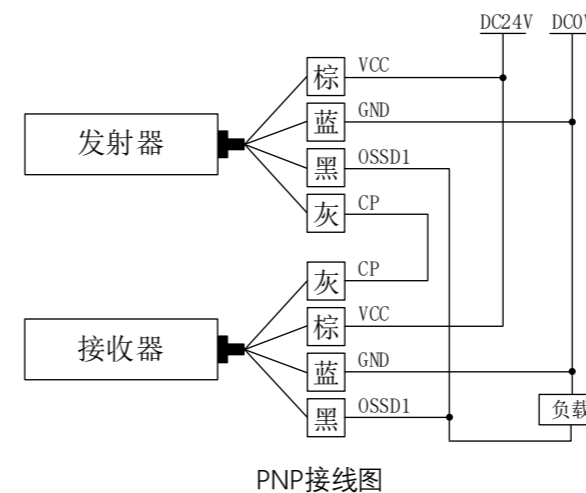 DC24V DC0V
棕 VCC
蓝 GND
发射器
黑 OSSD1
灰 CP
灰 CP
棕 VCC
接收器
蓝 GND
黑 OSSD1
负载
PNP接线图